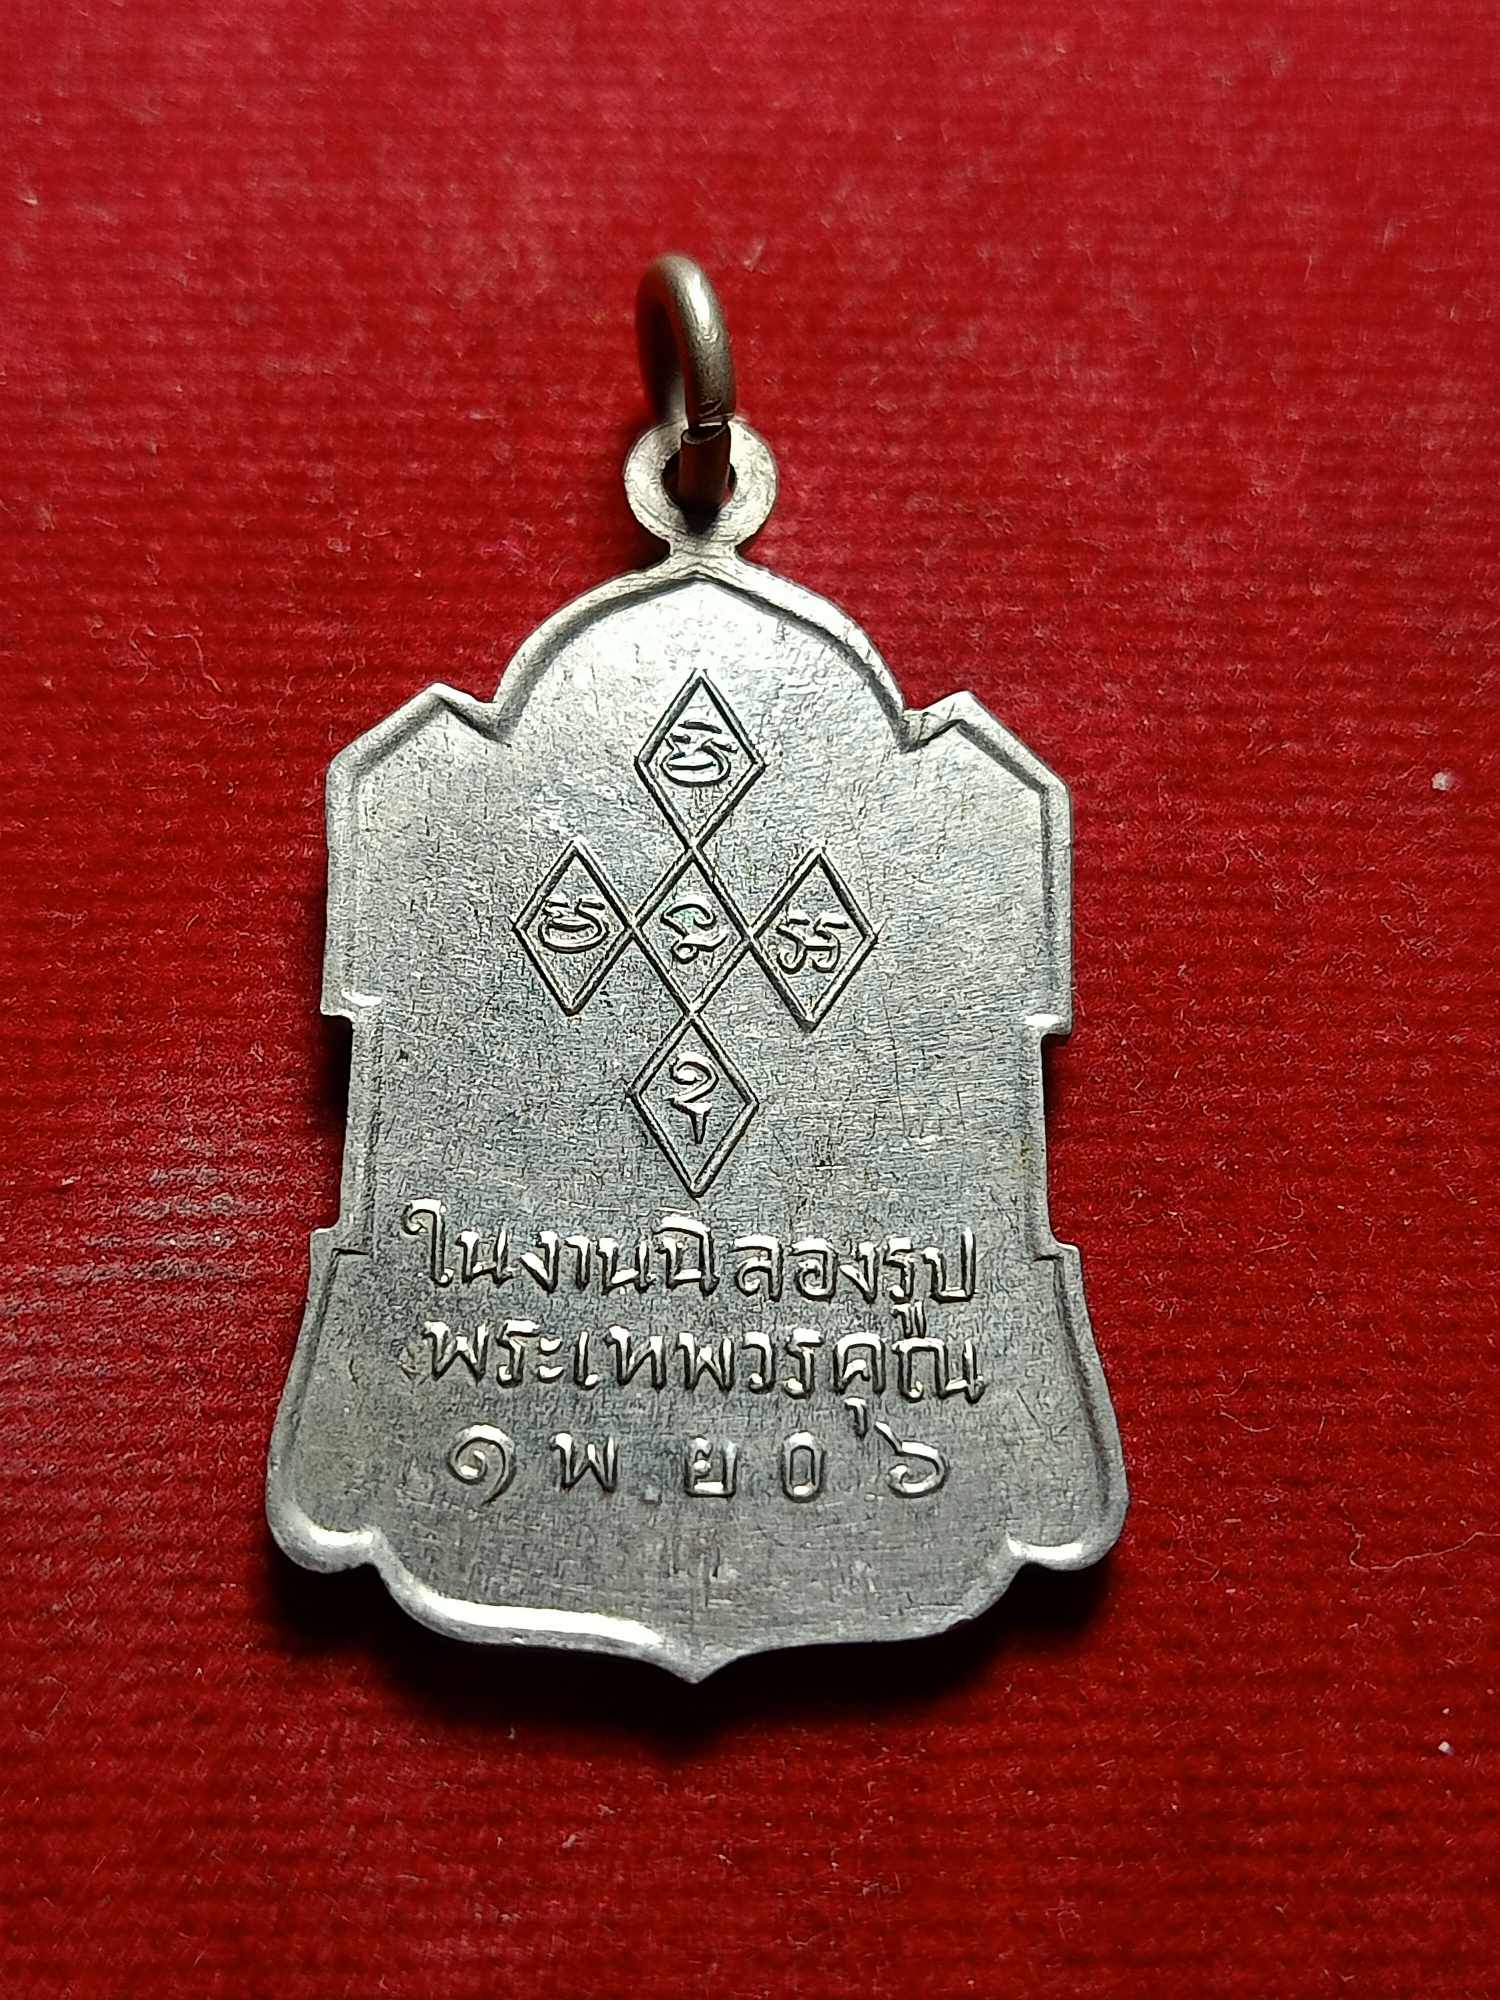 ในงานฉลองรูป
พระเทพวรคุณ
๑ พ.ย ๐๖